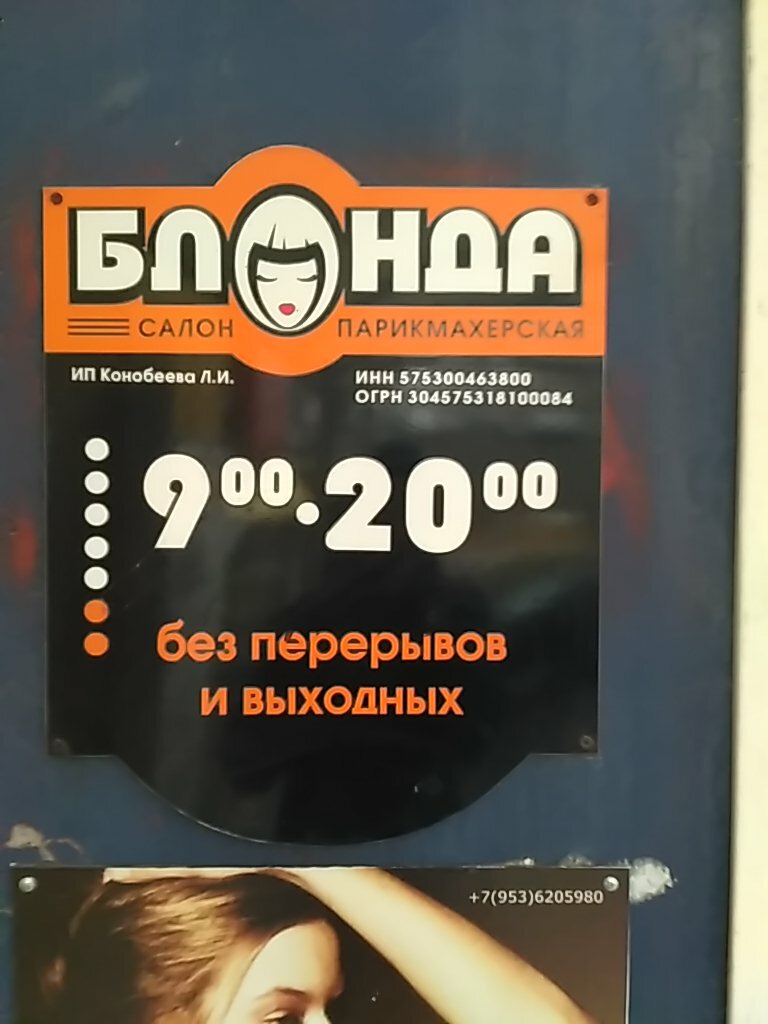 БЛОНДА
САЛОН ПАРИКМАХЕРСКАЯ
ИП Конобеева Л.И. ИНН 575300463800
ОГРН 304575318100084
900·2000
без перерывов
и выходных
+7(953)6205980